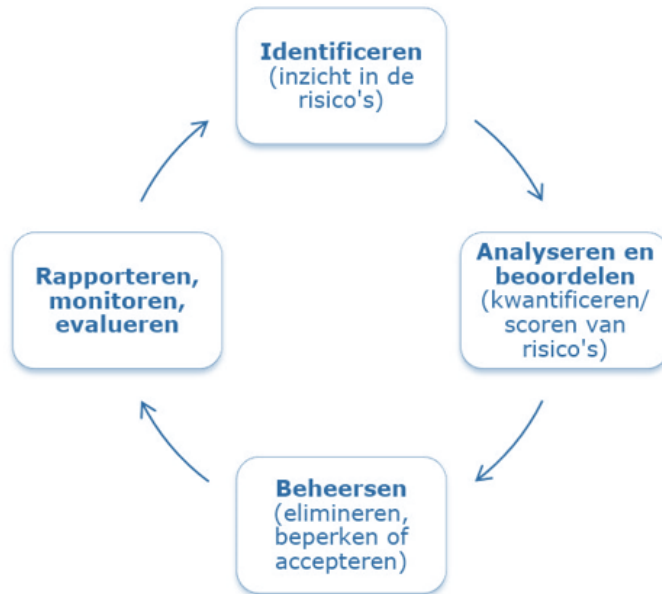 Identificeren
(inzicht in de
risico's)
Analyseren en
beoordelen
(kwantificeren/
scoren van
risico's)
Beheersen
(elimineren,
beperken of
accepteren)
Rapporteren,
monitoren,
evalueren